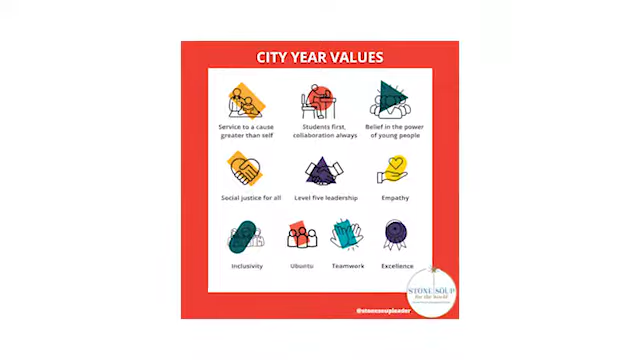 CITY YEAR VALUES
Service to a cause
greater than self
Students first,
collaboration always
Belief in the power
of young people
Social justice for all
Level five leadership
Empathy
Inclusivity
Ubuntu
Teamwork
Excellence
STONE SOUP
for the World
@stonesoupleader